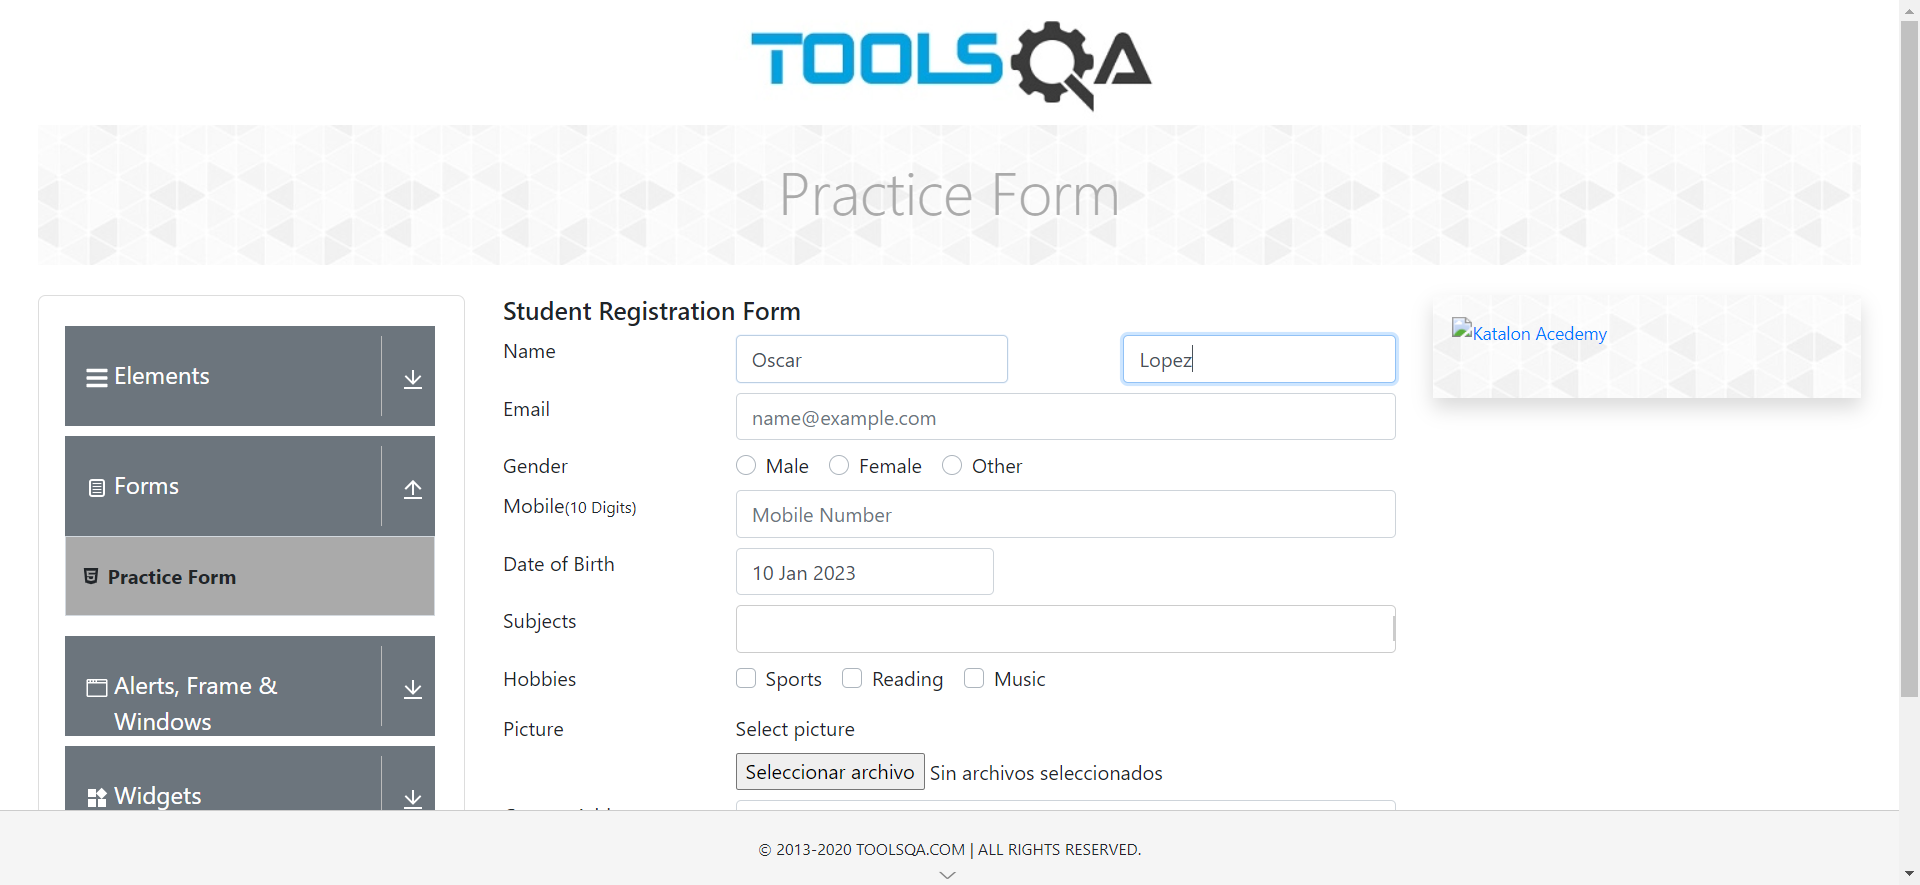 TOOLSQA
Practice Form
Elements
Forms
Practice Form
Alerts, Frame &
Windows
Widgets
Student Registration Form
Name Oscar Lopez
Email name@example.com
Gender Male Female Other
Mobile(10 Digits) Mobile Number
Date of Birth 10 Jan 2023
Subjects
Hobbies Sports Reading Music
Picture Select picture
Seleccionar archivo Sin archivos seleccionados
Katalon Acedemy
© 2013-2020 TOOLSQA.COM | ALL RIGHTS RESERVED.